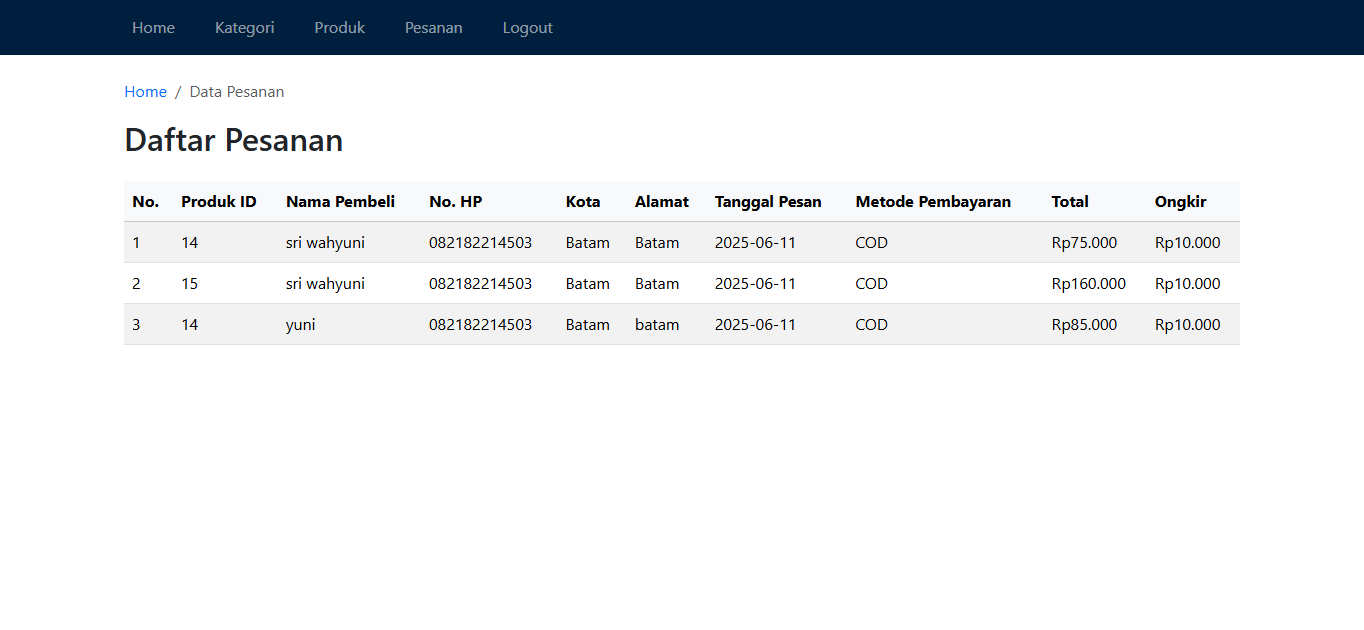 Home Kategori Produk Pesanan Logout
Home / Data Pesanan
Daftar Pesanan
No. Produk ID Nama Pembeli No. HP Kota Alamat Tanggal Pesan Metode Pembayaran Total Ongkir
1 14 sri wahyuni 082182214503 Batam Batam 2025-06-11 COD Rp75.000 Rp10.000
2 15 sri wahyuni 082182214503 Batam Batam 2025-06-11 COD Rp160.000 Rp10.000
3 14 yuni 082182214503 Batam batam 2025-06-11 COD Rp85.000 Rp10.000